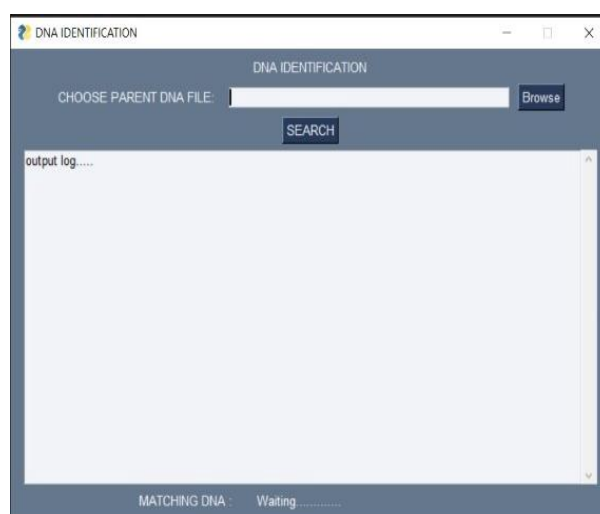 DNA IDENTIFICATION
DNA IDENTIFICATION
CHOOSE PARENT DNA FILE: Browse
SEARCH
output log.....
MATCHING DNA : Waiting............